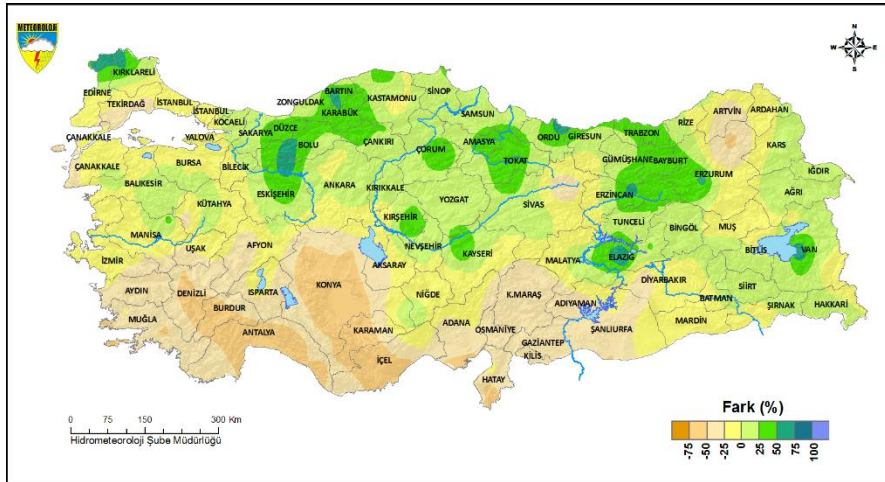 METEOROLOJİ
N
W E
S
KIRKLARELİ
EDİRNE
TEKİRDAĞ
İSTANBUL
İSTANBUL
KOCAELİ
YALOVA
SAKARYA
DÜZCE
ZONGULDAK
BARTIN
KARABÜK
KASTAMONU
SİNOP
SAMSUN
ORDU
GİRESUN
TRABZON
RİZE
ARTVİN
ARDAHAN
KARS
ÇANAKKALE
ÇANAKKALE
BURSA
BİLECİK
BOLU
ÇANKIRI
ÇORUM
AMASYA
TOKAT
GÜMÜŞHANE
BAYBURT
ERZURUM
IĞDIR
AĞRI
BALIKESİR
KÜTAHYA
ESKİŞEHİR
ANKARA
KIRIKKALE
YOZGAT
SİVAS
ERZİNCAN
TUNCELİ
BİNGÖL
MUŞ
BİTLİS
VAN
MANİSA
İZMİR
UŞAK
AFYON
KIRŞEHİR
NEVŞEHİR
KAYSERİ
AKSARAY
MALATYA
ELAZIĞ
DİYARBAKIR
BATMAN
SİİRT
ŞIRNAK
HAKKARİ
AYDIN
DENİZLİ
ISPARTA
BURDUR
KONYA
NİĞDE
K.MARAŞ
ADIYAMAN
ŞANLIURFA
MARDİN
MUĞLA
ANTALYA
KARAMAN
İÇEL
ADANA
OSMANİYE
GAZİANTEP
KİLİS
HATAY
0 75 150 300 Km
Hidrometeoroloji Şube Müdürlüğü
Fark (%)
-75 -50 -25 0 25 50 75 100